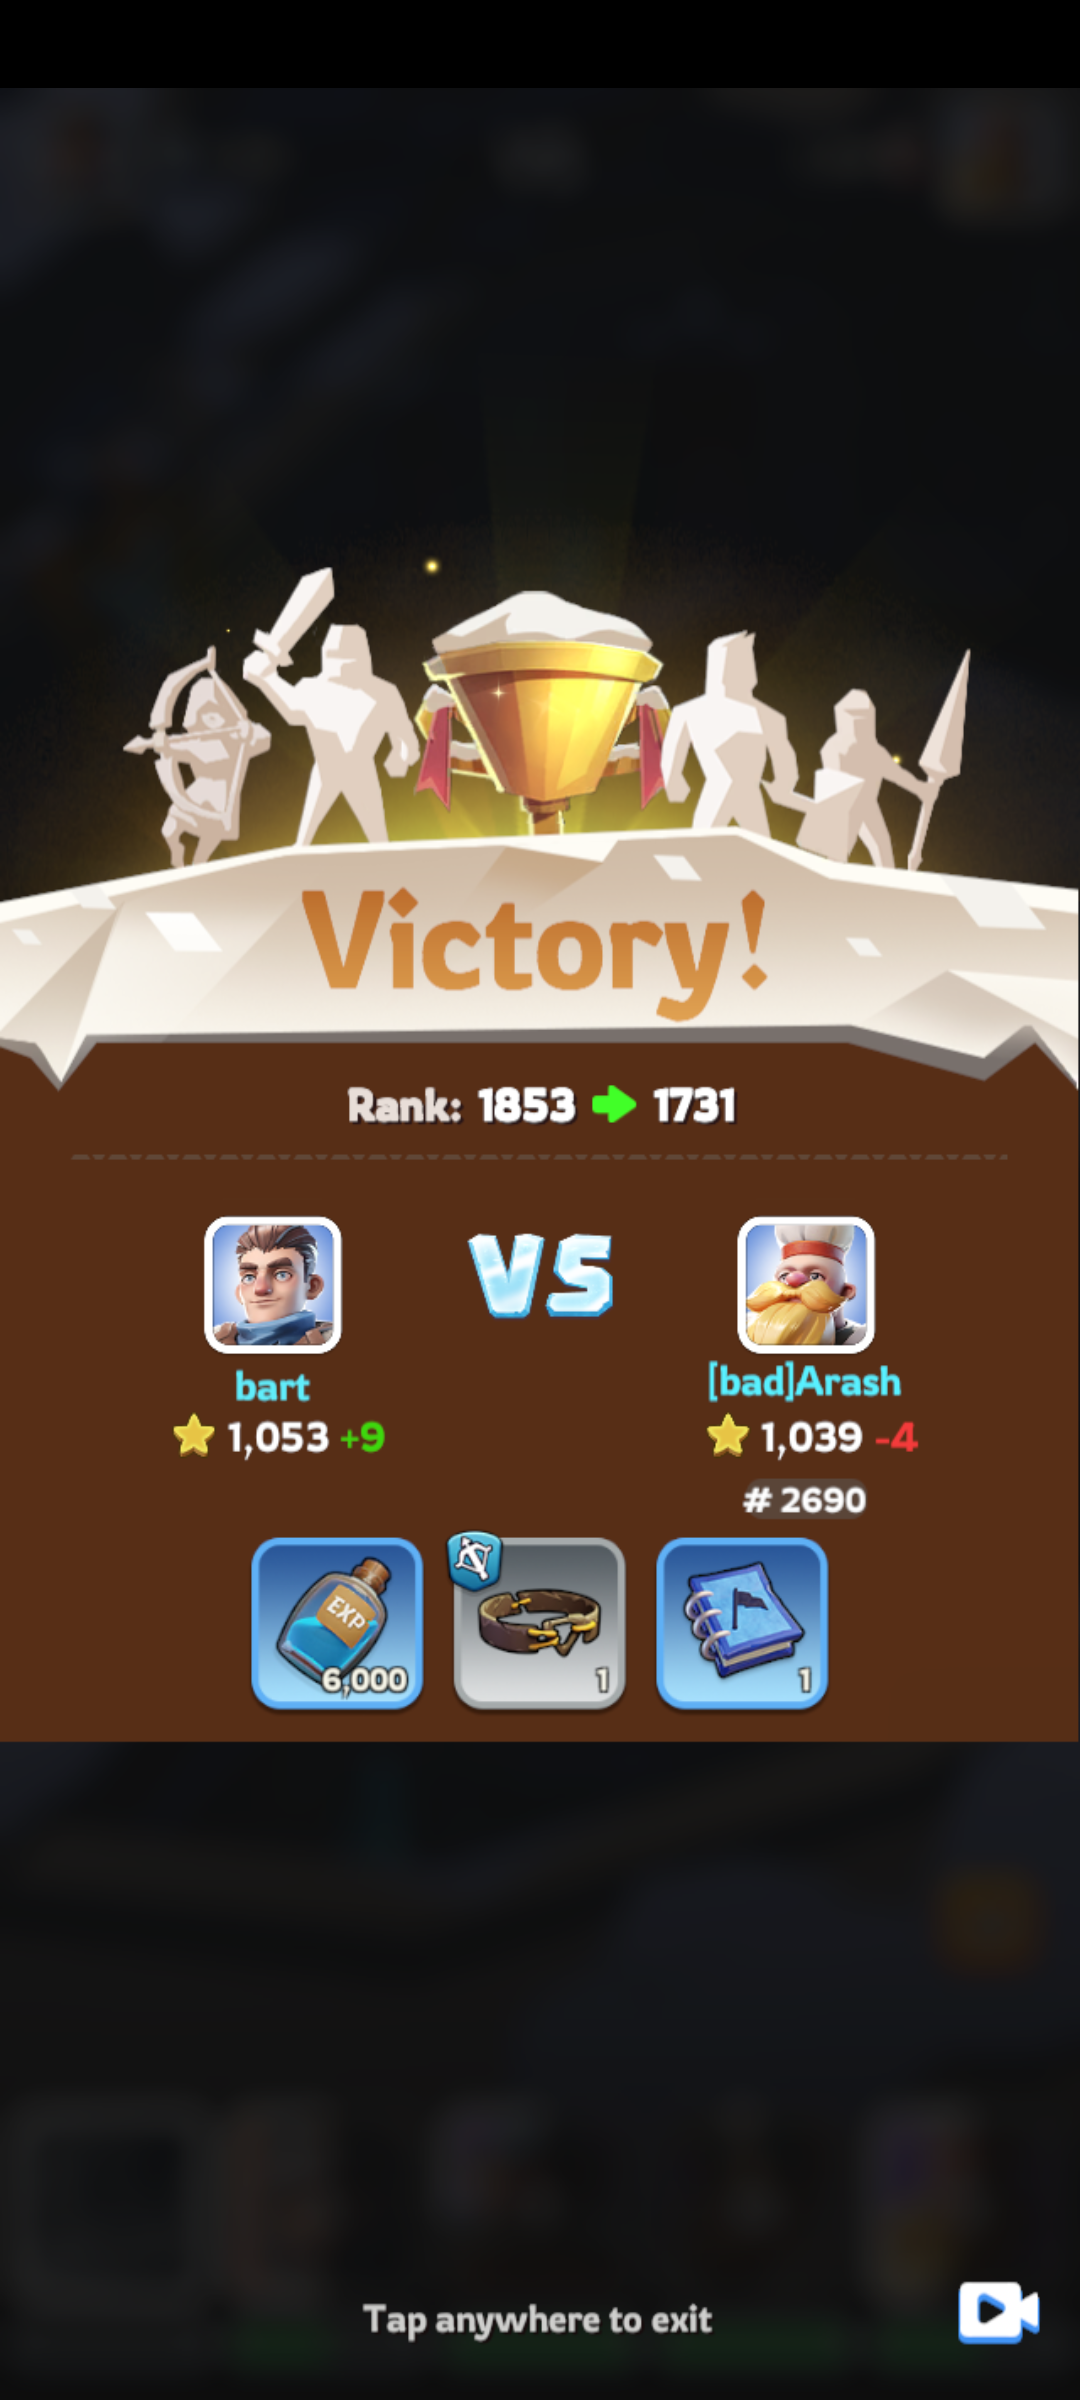 Victory!
Rank: 1853 1731
VS
bart
[bad]Arash
1,053 +9
1,039 -4
# 2690
EXP
6,000
1
1
Tap anywhere to exit